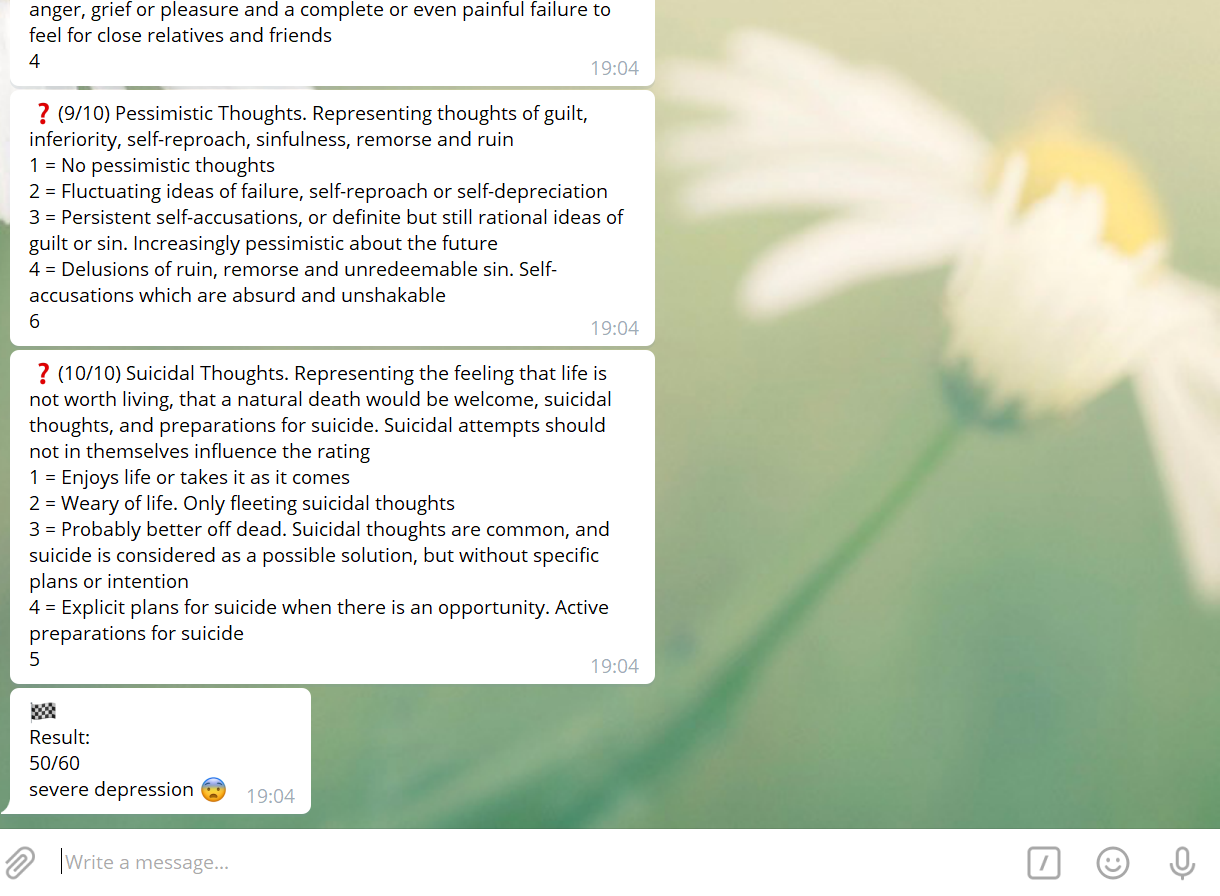 anger, grief or pleasure and a complete or even painful failure to
feel for close relatives and friends
4
19:04
❓ (9/10) Pessimistic Thoughts. Representing thoughts of guilt,
inferiority, self-reproach, sinfulness, remorse and ruin
1 = No pessimistic thoughts
2 = Fluctuating ideas of failure, self-reproach or self-depreciation
3 = Persistent self-accusations, or definite but still rational ideas of
guilt or sin. Increasingly pessimistic about the future
4 = Delusions of ruin, remorse and unredeemable sin. Self-
accusations which are absurd and unshakable
6
19:04
❓ (10/10) Suicidal Thoughts. Representing the feeling that life is
not worth living, that a natural death would be welcome, suicidal
thoughts, and preparations for suicide. Suicidal attempts should
not in themselves influence the rating
1 = Enjoys life or takes it as it comes
2 = Weary of life. Only fleeting suicidal thoughts
3 = Probably better off dead. Suicidal thoughts are common, and
suicide is considered as a possible solution, but without specific
plans or intention
4 = Explicit plans for suicide when there is an opportunity. Active
preparations for suicide
5
19:04
🏁
Result:
50/60
severe depression 😨
19:04
Write a message...